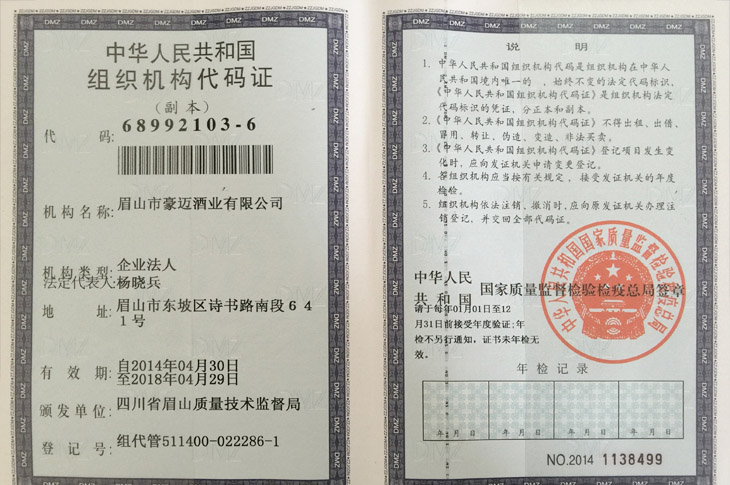 中华人民共和国
组织机构代码证
(副本)
代 码: 68992103-6
机构名称: 眉山市豪迈酒业有限公司
机构类型: 企业法人
法定代表人 杨晓兵
地 址: 眉山市东坡区诗书路南段64
1号
有 效 期: 自2014年04月30日
至2018年04月29日
颁发单位: 四川省眉山质量技术监督局
登 记 号: 组代管511400-022286-1
说 明
1. 中华人民共和国组织机构代码是组织机构在中华人
民共和国境内唯一的、始终不变的法定代码标识,
《中华人民共和国组织机构代码证》是组织机构法定
代码标识的凭证,分正本和副本。
2.《中华人民共和国组织机构代码证》不得出租、出借、
冒用、转让、伪造、变造、非法买卖。
3.《中华人民共和国组织机构代码证》登记项目发生变
化时,应向发证机关申请变更登记。
4. 各组织机构应当按有关规定、接受发证机关的年度
检验。
5. 组织机构依法注销、撤消时,应向原发证机关办理注
销登记,并交回全部代码证。
中华人民
共和国 国家质量监督检验检疫总局签章
请于每年01月01日至12
月31日前接受年度验证;年
检不另行通知,证书未年检无
效。
年检记录
年 月 日 年 月 日 年 月 日 年 月 日
NO.2014 1138499
中华人民共和国国家质量监督检验检疫总局
DMZ